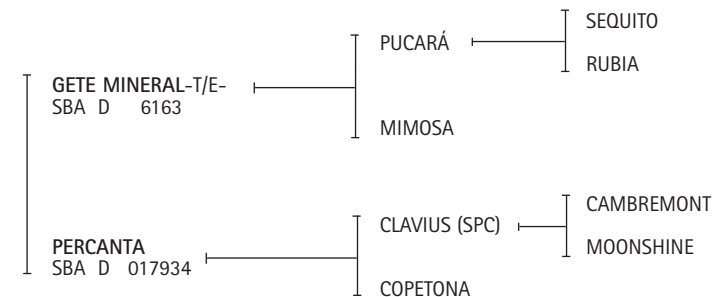 SEQUITO
PUCARÁ
RUBIA
GETE MINERAL-T/E-
SBA D 6163
MIMOSA
CAMBREMONT
CLAVIUS (SPC)
MOONSHINE
PERCANTA
SBA D 017934
COPETONA